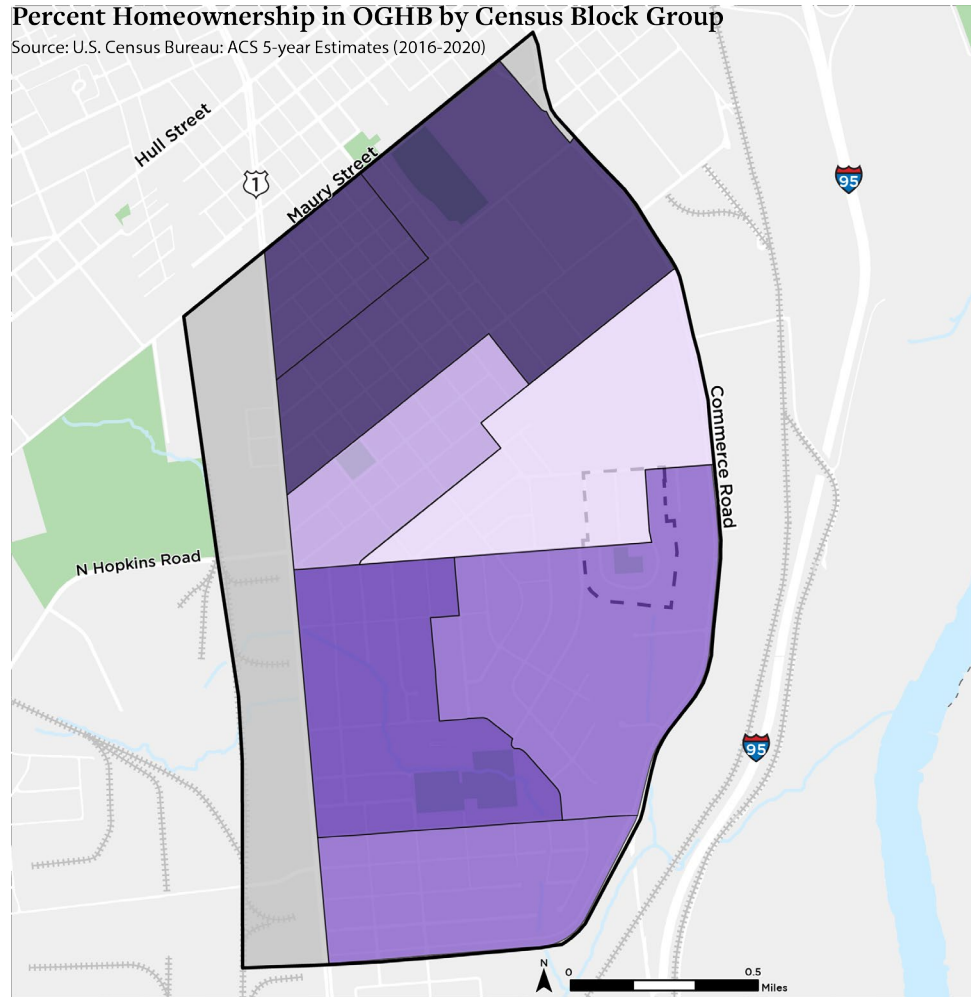 Percent Homeownership in OGHB by Census Block Group
Source: U.S. Census Bureau: ACS 5-year Estimates (2016-2020)
Hull Street
1
Maury Street
95
Commerce Road
N Hopkins Road
95
N
0
0.5
Miles